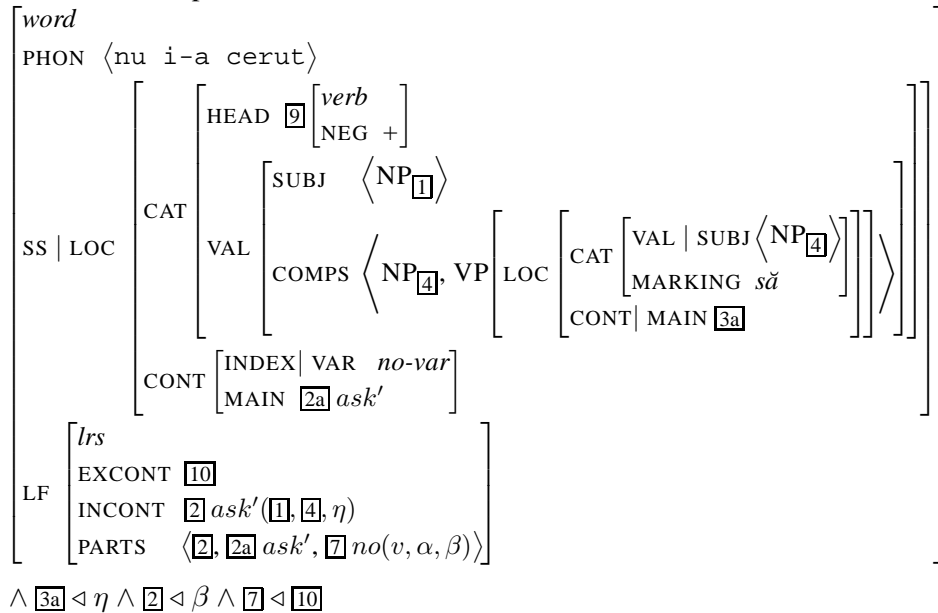 word
PHON ⟨nu i-a cerut⟩
HEAD 9 verb
NEG +
SUBJ ⟨NP1⟩
CAT
VAL
SS | LOC
COMPS ⟨NP4, VP LOC CAT VAL | SUBJ⟨NP4⟩
MARKING să
CONT| MAIN 3a ⟩
CONT INDEX| VAR no-var
MAIN 2a ask′
lrs
EXCONT 10
LF
INCONT 2 ask′(1, 4, η)
PARTS ⟨2, 2a ask′, 7 no(v, α, β)⟩
∧ 3a ◁ η ∧ 2 ◁ β ∧ 7 ◁ 10